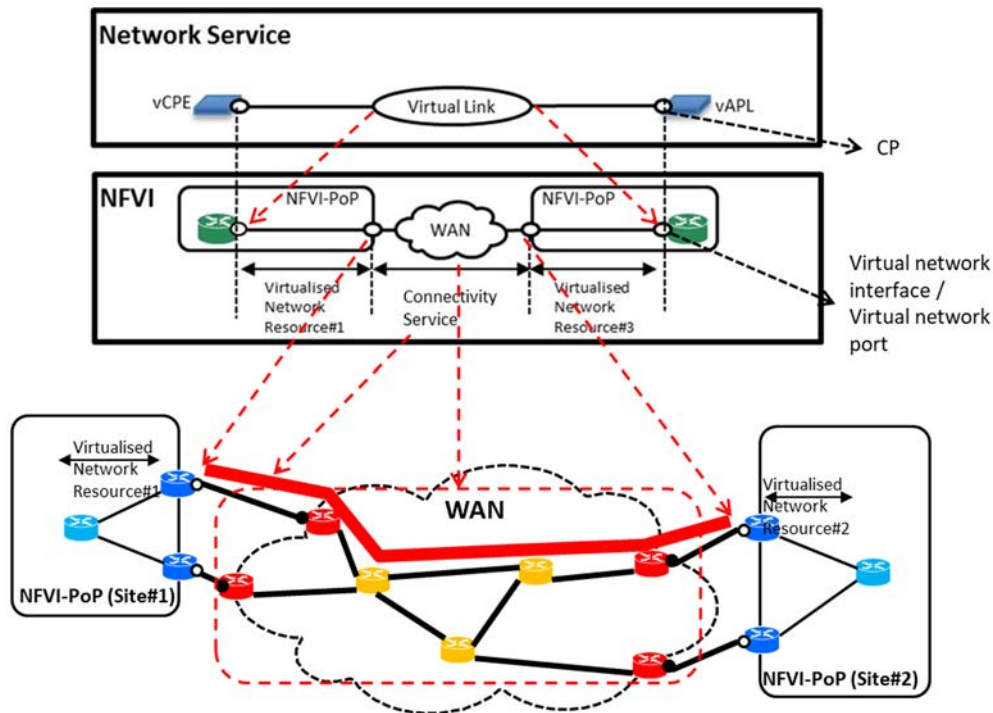 Network Service
vCPE
Virtual Link
vAPL
CP
NFVI
NFVI-PoP
WAN
NFVI-PoP
Virtualised
Network
Resource#1
Connectivity
Service
Virtualised
Network
Resource#3
Virtual network
interface /
Virtual network
port
Virtualised
Network
Resource#1
WAN
Virtualised
Network
Resource#2
NFVI-PoP (Site#1)
NFVI-PoP (Site#2)